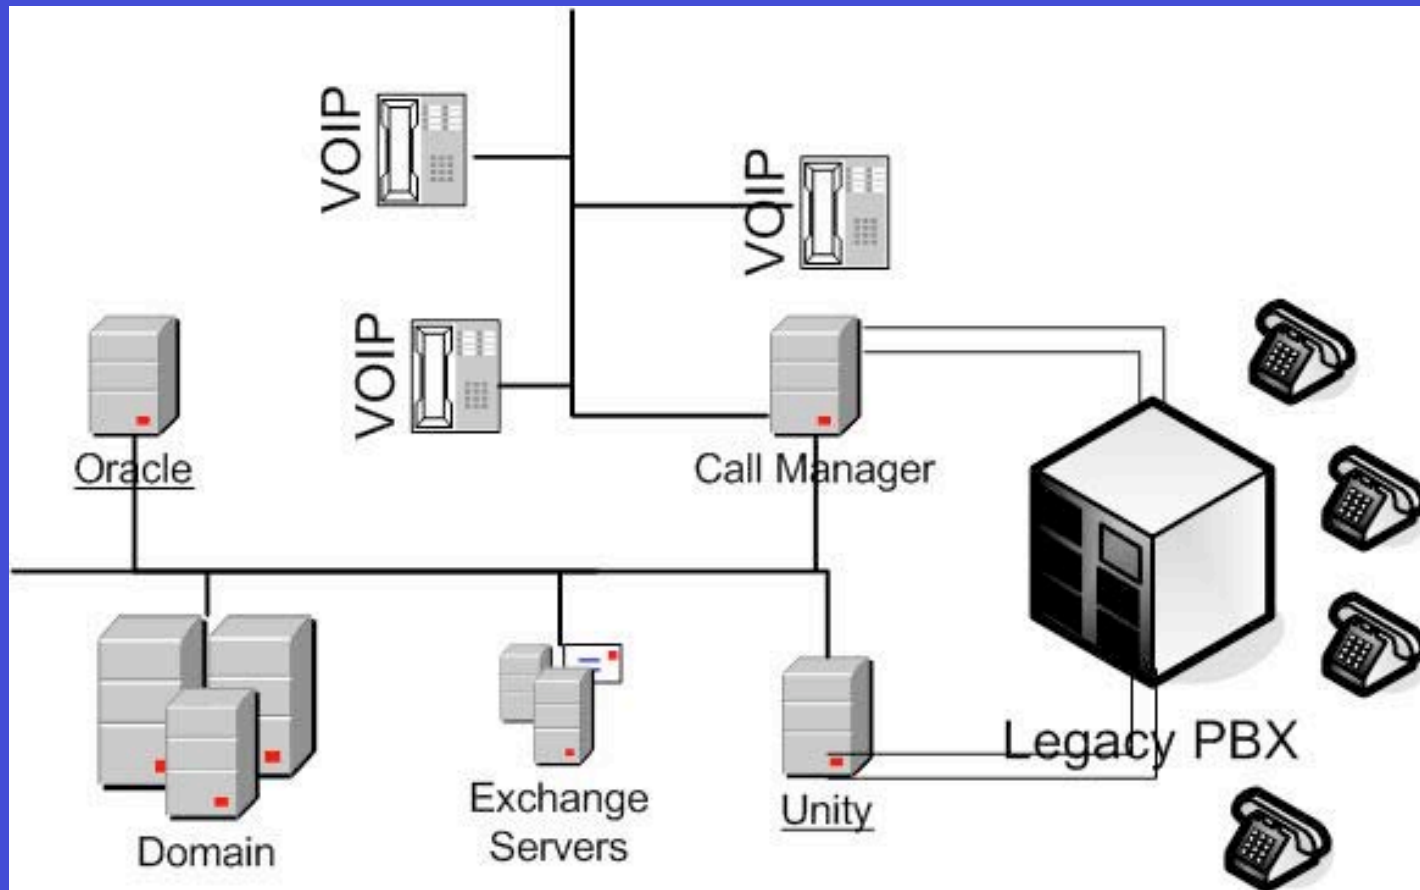 VOIP
VOIP
VOIP
Oracle
Call Manager
Legacy PBX
Exchange
Servers
Unity
Domain